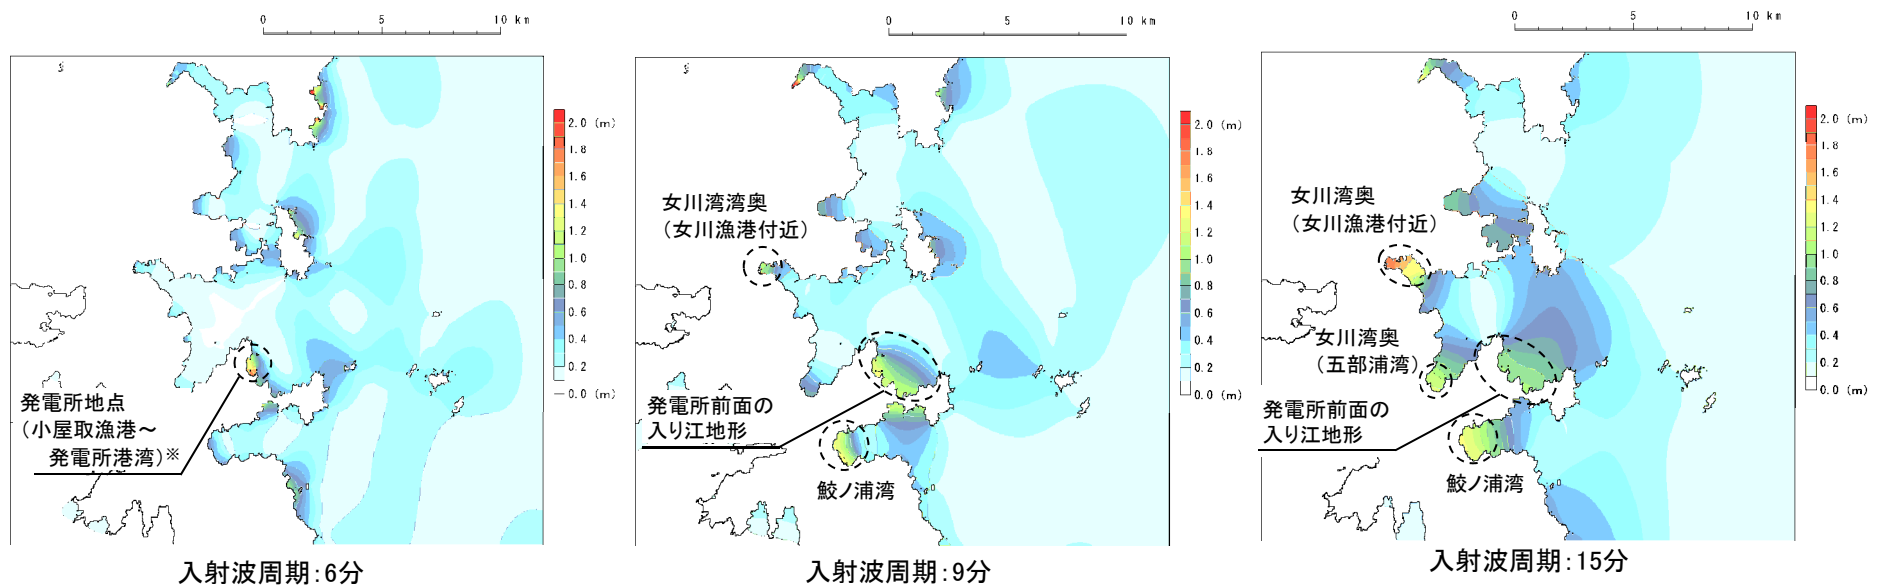 0 5 10 km
2.0 (m)
1.8
1.6
1.4
1.2
1.0
0.8
0.6
0.4
0.2
0.0 (m)
発電所地点
（小屋取漁港～
発電所港湾）※
入射波周期：6分
0 5 10 km
2.0 (m)
1.8
1.6
1.4
1.2
1.0
0.8
0.6
0.4
0.2
0.0 (m)
女川湾湾奥
（女川漁港付近）
発電所前面の
入り江地形
鮫ノ浦湾
入射波周期：9分
0 5 10 km
2.0 (m)
1.8
1.6
1.4
1.2
1.0
0.8
0.6
0.4
0.2
0.0 (m)
女川湾奥
（女川漁港付近）
女川湾奥
（五部浦湾）
発電所前面の
入り江地形
鮫ノ浦湾
入射波周期：15分